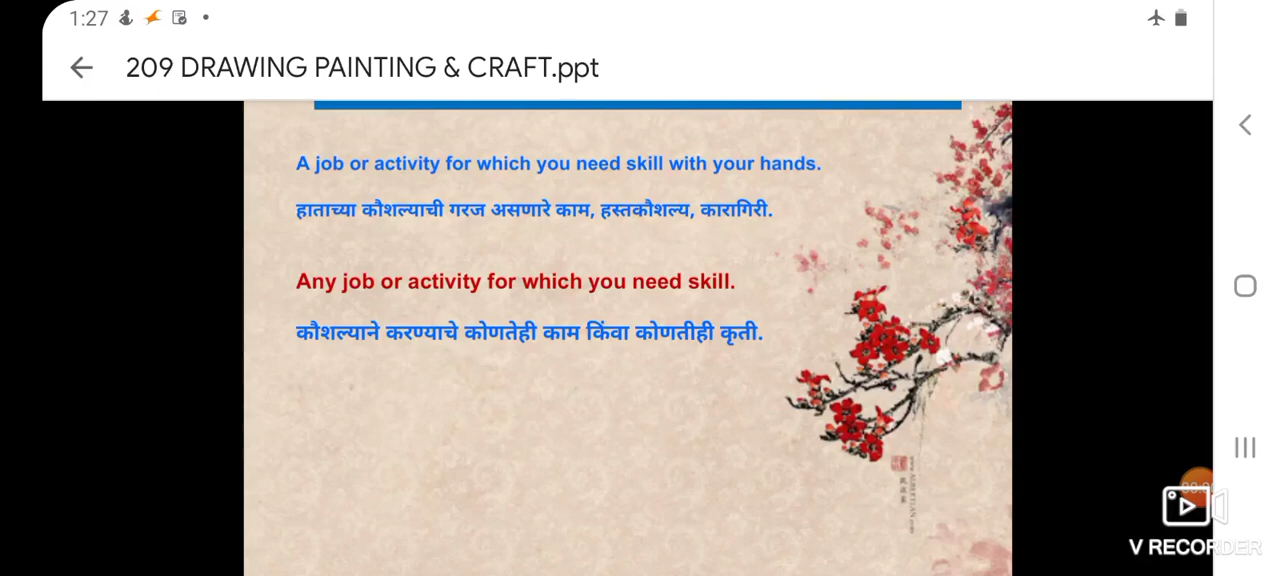 1:27
209 DRAWING PAINTING & CRAFT.ppt
A job or activity for which you need skill with your hands.
हाताच्या कौशल्याची गरज असणारे काम, हस्तकौशल्य, कारागिरी.
Any job or activity for which you need skill.
कौशल्याने करण्याचे कोणतेही काम किंवा कोणतीही कृती.
V RECORDER